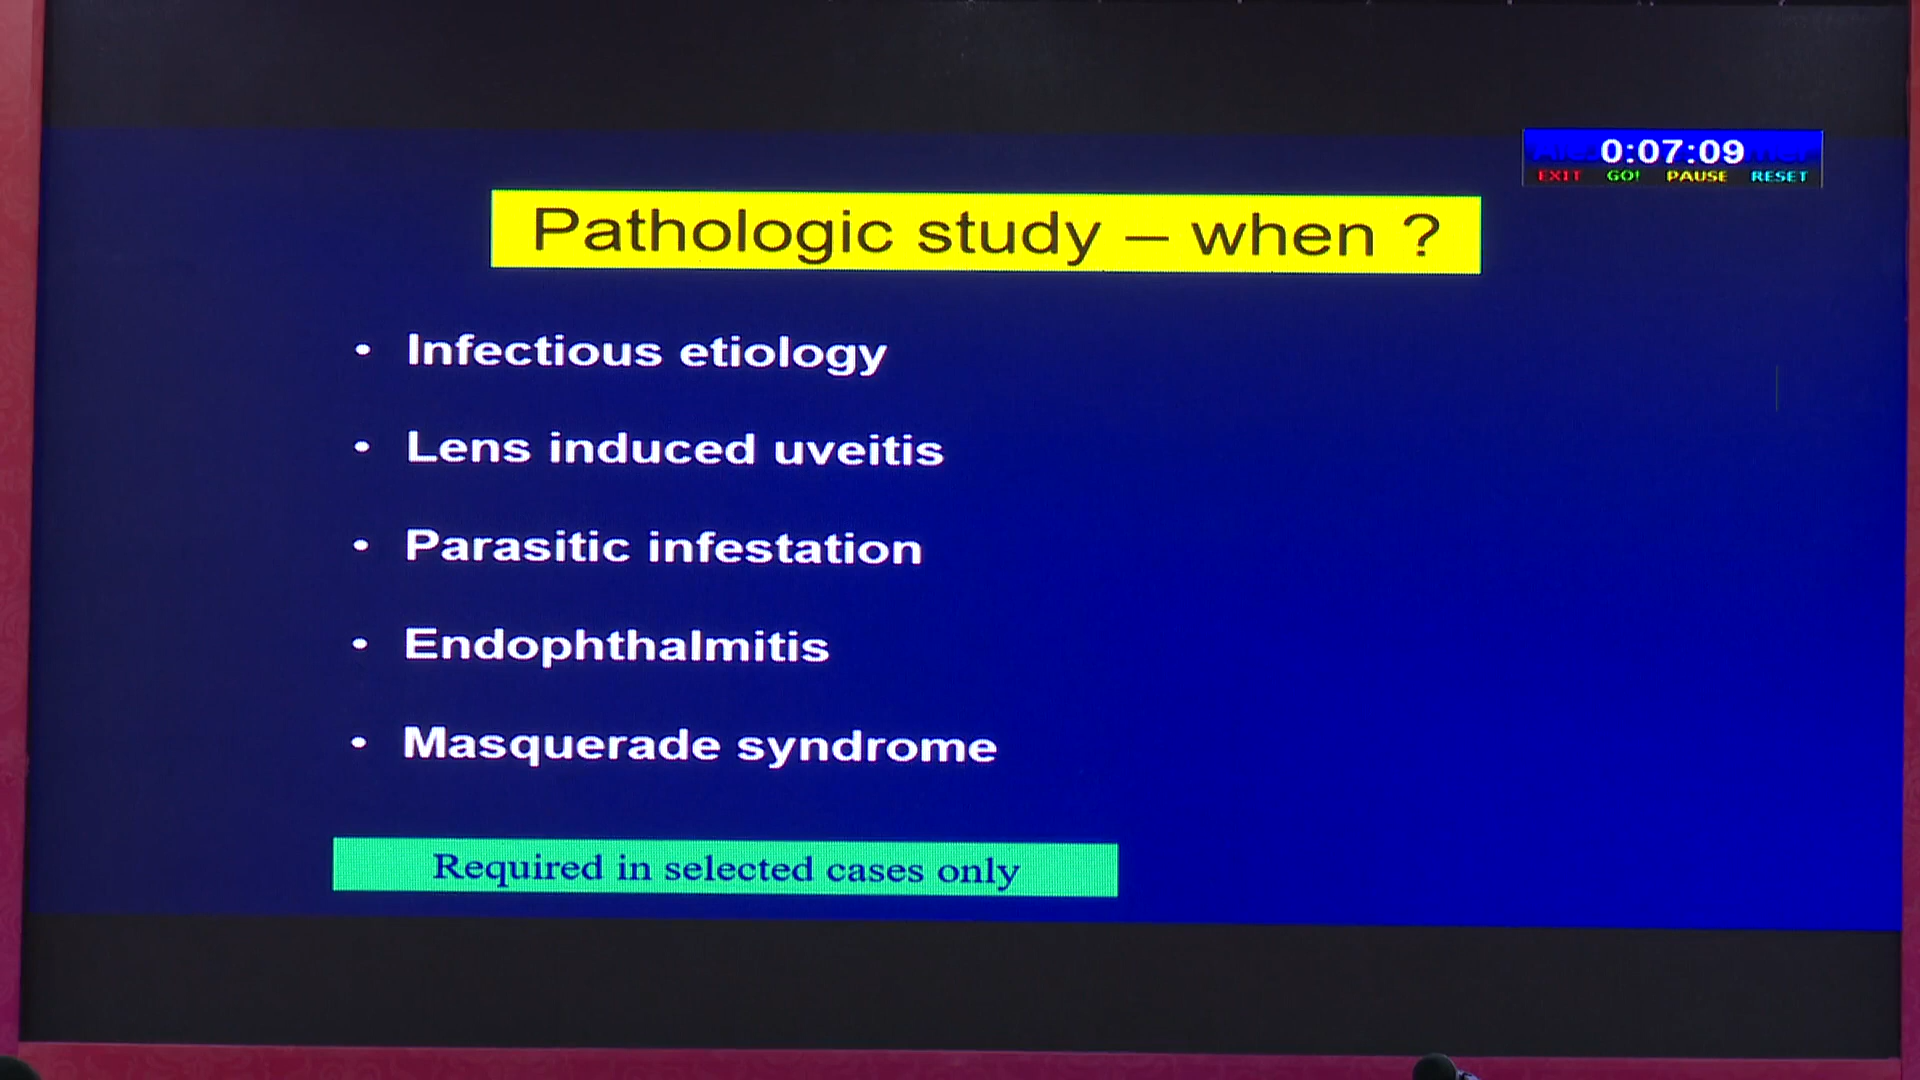 0:07:09
EXIT GO! PAUSE RESET
Pathologic study – when ?
• Infectious etiology
• Lens induced uveitis
• Parasitic infestation
• Endophthalmitis
• Masquerade syndrome
Required in selected cases only